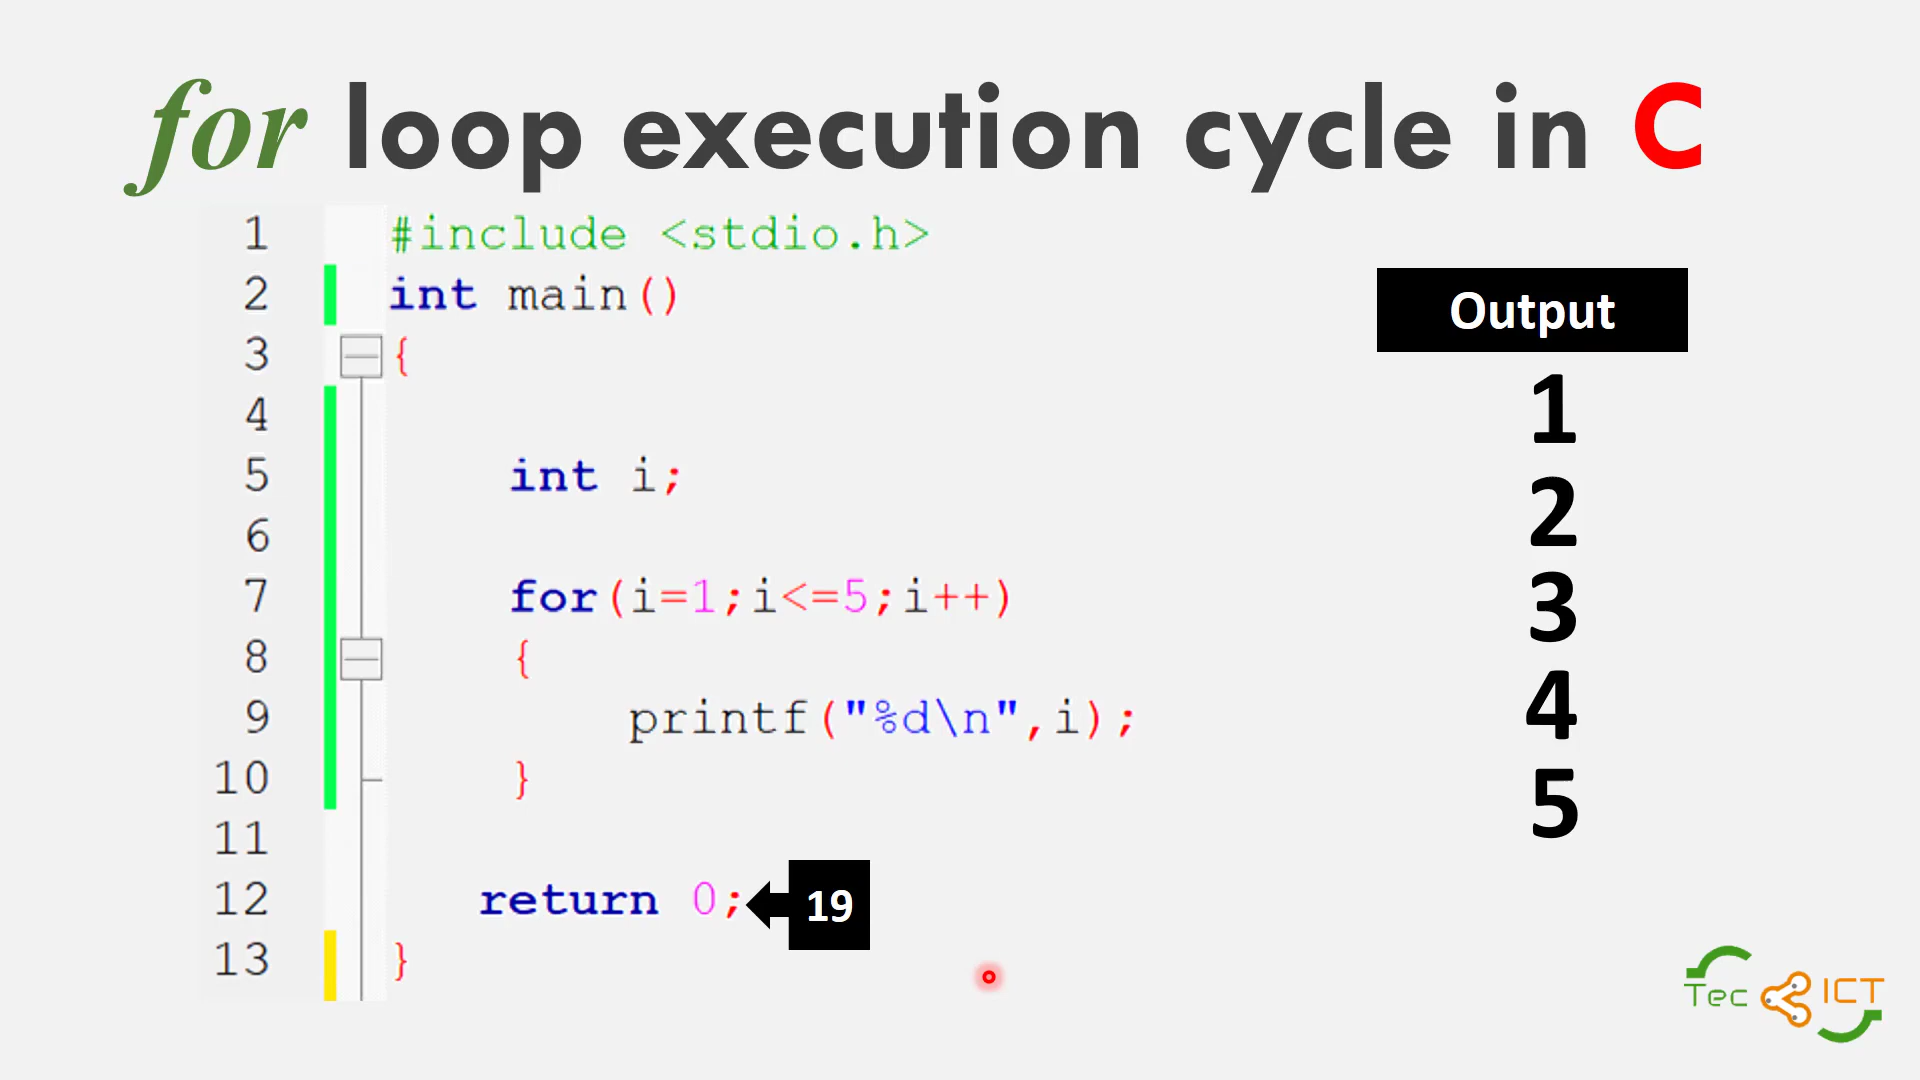 for loop execution cycle in C
1 #include <stdio.h>
2 int main()
3 {
4
5 int i;
6
7 for(i=1;i<=5;i++)
8 {
9 printf("%d\n",i);
10 }
11
12 return 0; 19
13 }
Output
1
2
3
4
5
Tec ICT